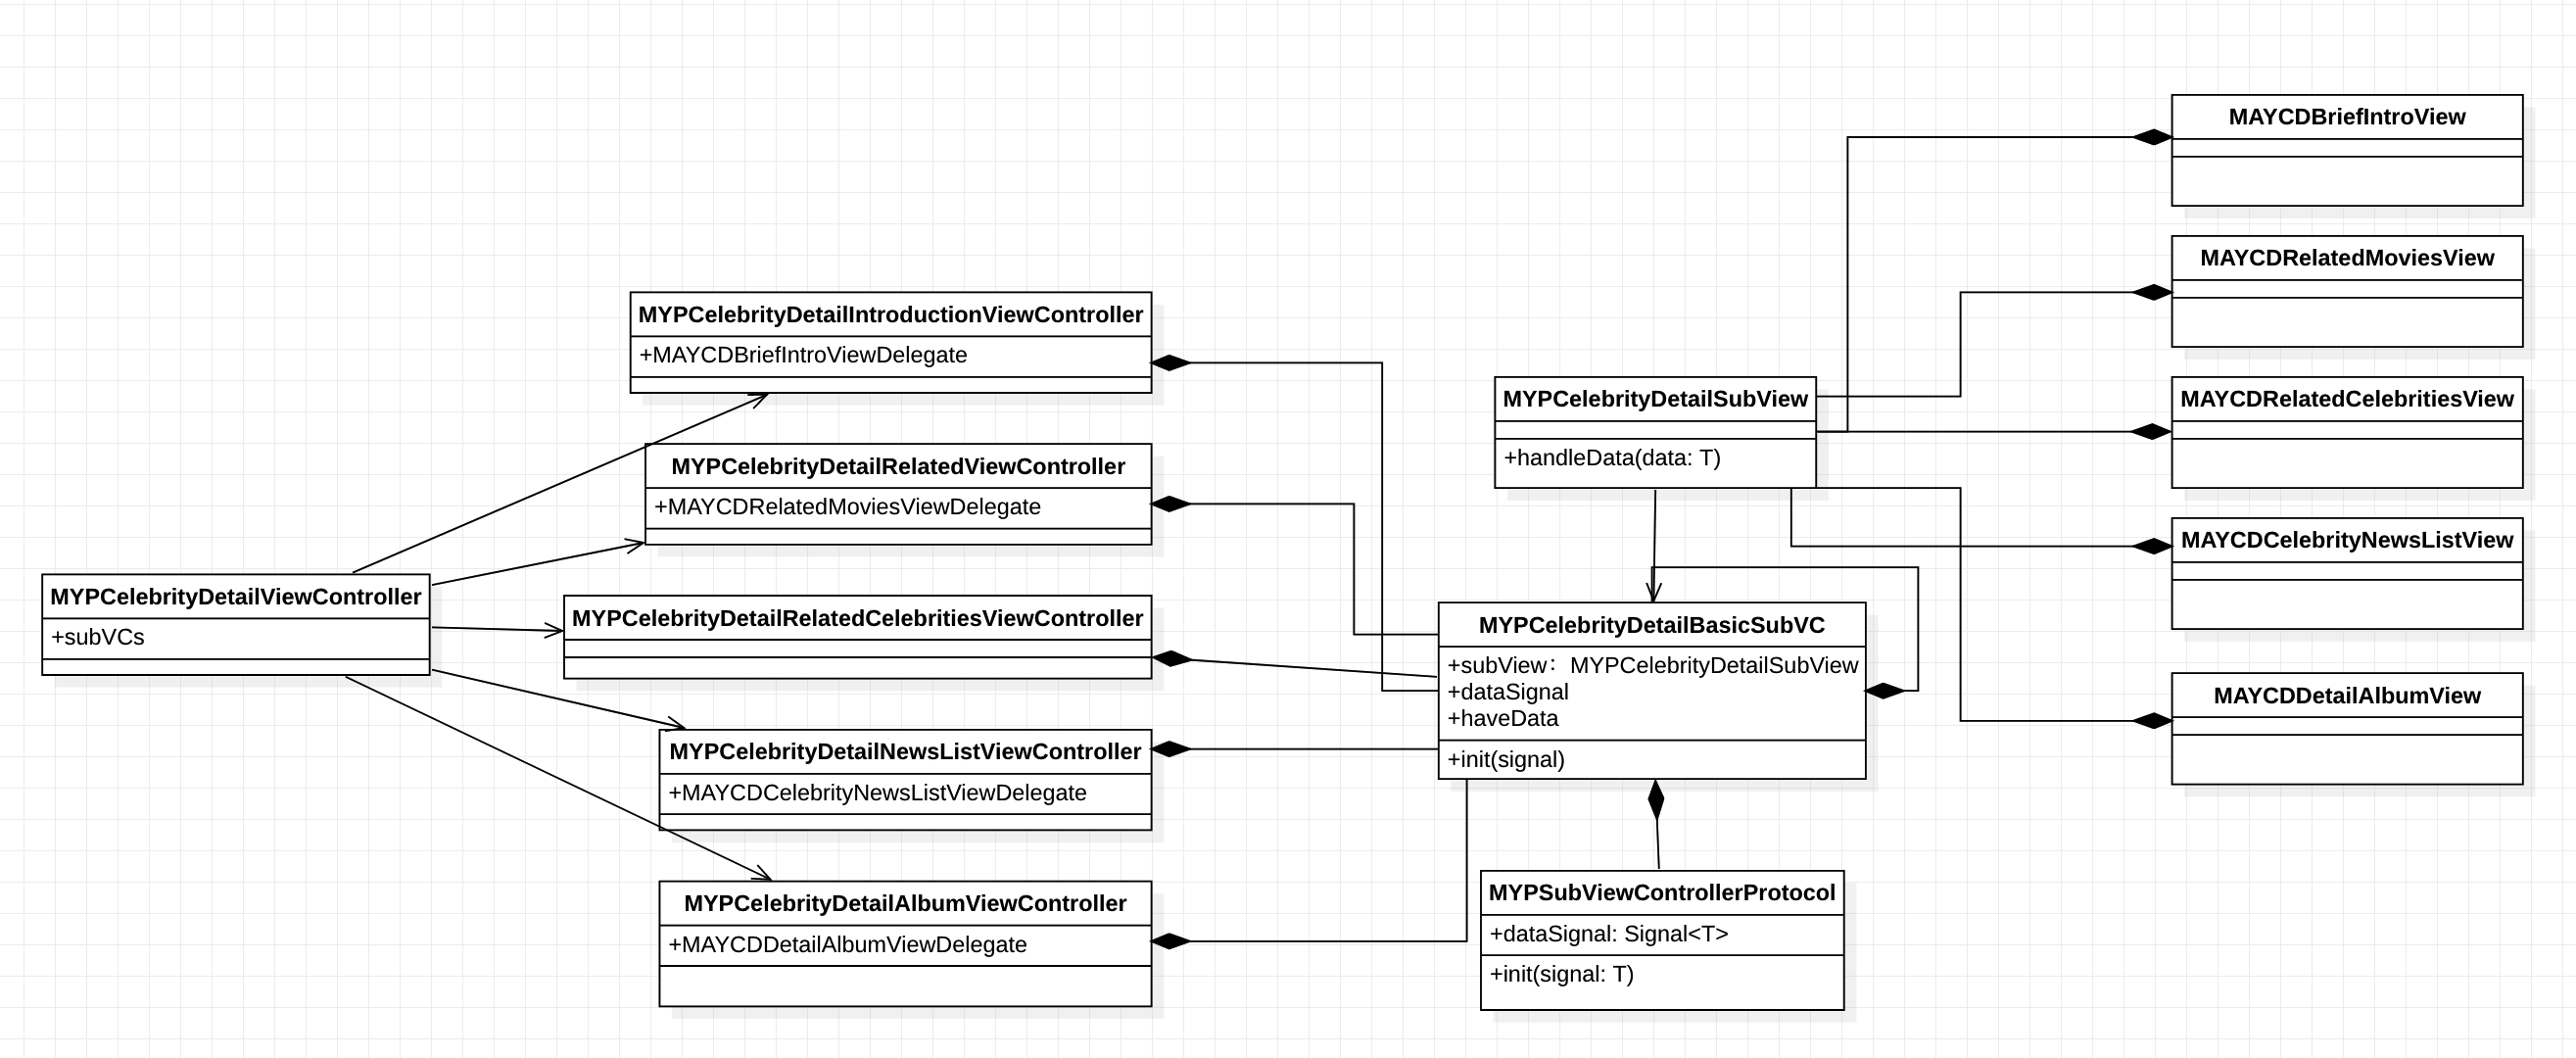 MYPCelebrityDetailViewController
+subVCs
MYPCelebrityDetailIntroductionViewController
+MAYCDBriefIntroViewDelegate
MYPCelebrityDetailRelatedViewController
+MAYCDRelatedMoviesViewDelegate
MYPCelebrityDetailRelatedCelebritiesViewController
MYPCelebrityDetailNewsListViewController
+MAYCDCelebrityNewsListViewDelegate
MYPCelebrityDetailAlbumViewController
+MAYCDDetailAlbumViewDelegate
MYPCelebrityDetailSubView
+handleData(data: T)
MYPCelebrityDetailBasicSubVC
+subView：MYPCelebrityDetailSubView
+dataSignal
+haveData
+init(signal)
MYPSubViewControllerProtocol
+dataSignal: Signal<T>
+init(signal: T)
MAYCDBriefIntroView
MAYCDRelatedMoviesView
MAYCDRelatedCelebritiesView
MAYCDCelebrityNewsListView
MAYCDDetailAlbumView